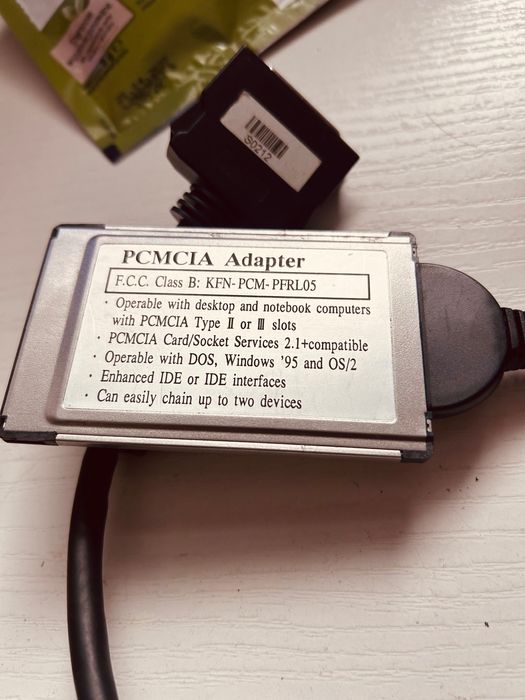 S0212
PCMCIA Adapter
F.C.C. Class B: KFN-PCM-PFRL05
· Operable with desktop and notebook computers
with PCMCIA Type II or III slots
· PCMCIA Card/Socket Services 2.1+compatible
· Operable with DOS, Windows '95 and OS/2
· Enhanced IDE or IDE interfaces
· Can easily chain up to two devices